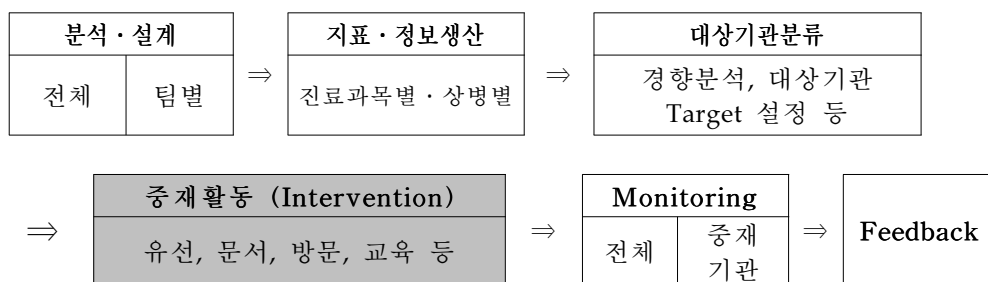 분석·설계
전체 팀별
⇒
지표·정보생산
진료과목별·상병별
⇒
대상기관분류
경향분석, 대상기관
Target 설정 등
⇒
중재활동 (Intervention)
유선, 문서, 방문, 교육 등
⇒
Monitoring
전체
중재
기관
⇒
Feedback